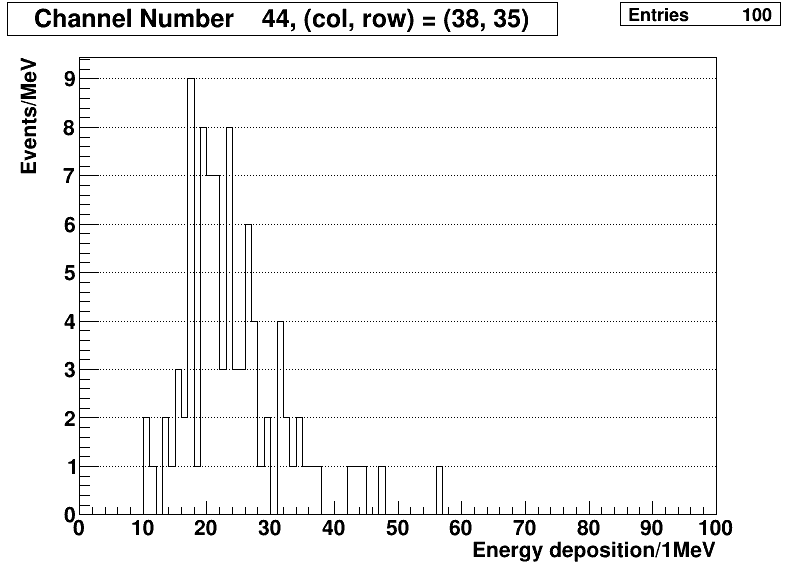 Channel Number 44, (col, row) = (38, 35)
Entries 100
Events/MeV
9
8
7
6
5
4
3
2
1
0
0 10 20 30 40 50 60 70 80 90 100
Energy deposition/1MeV